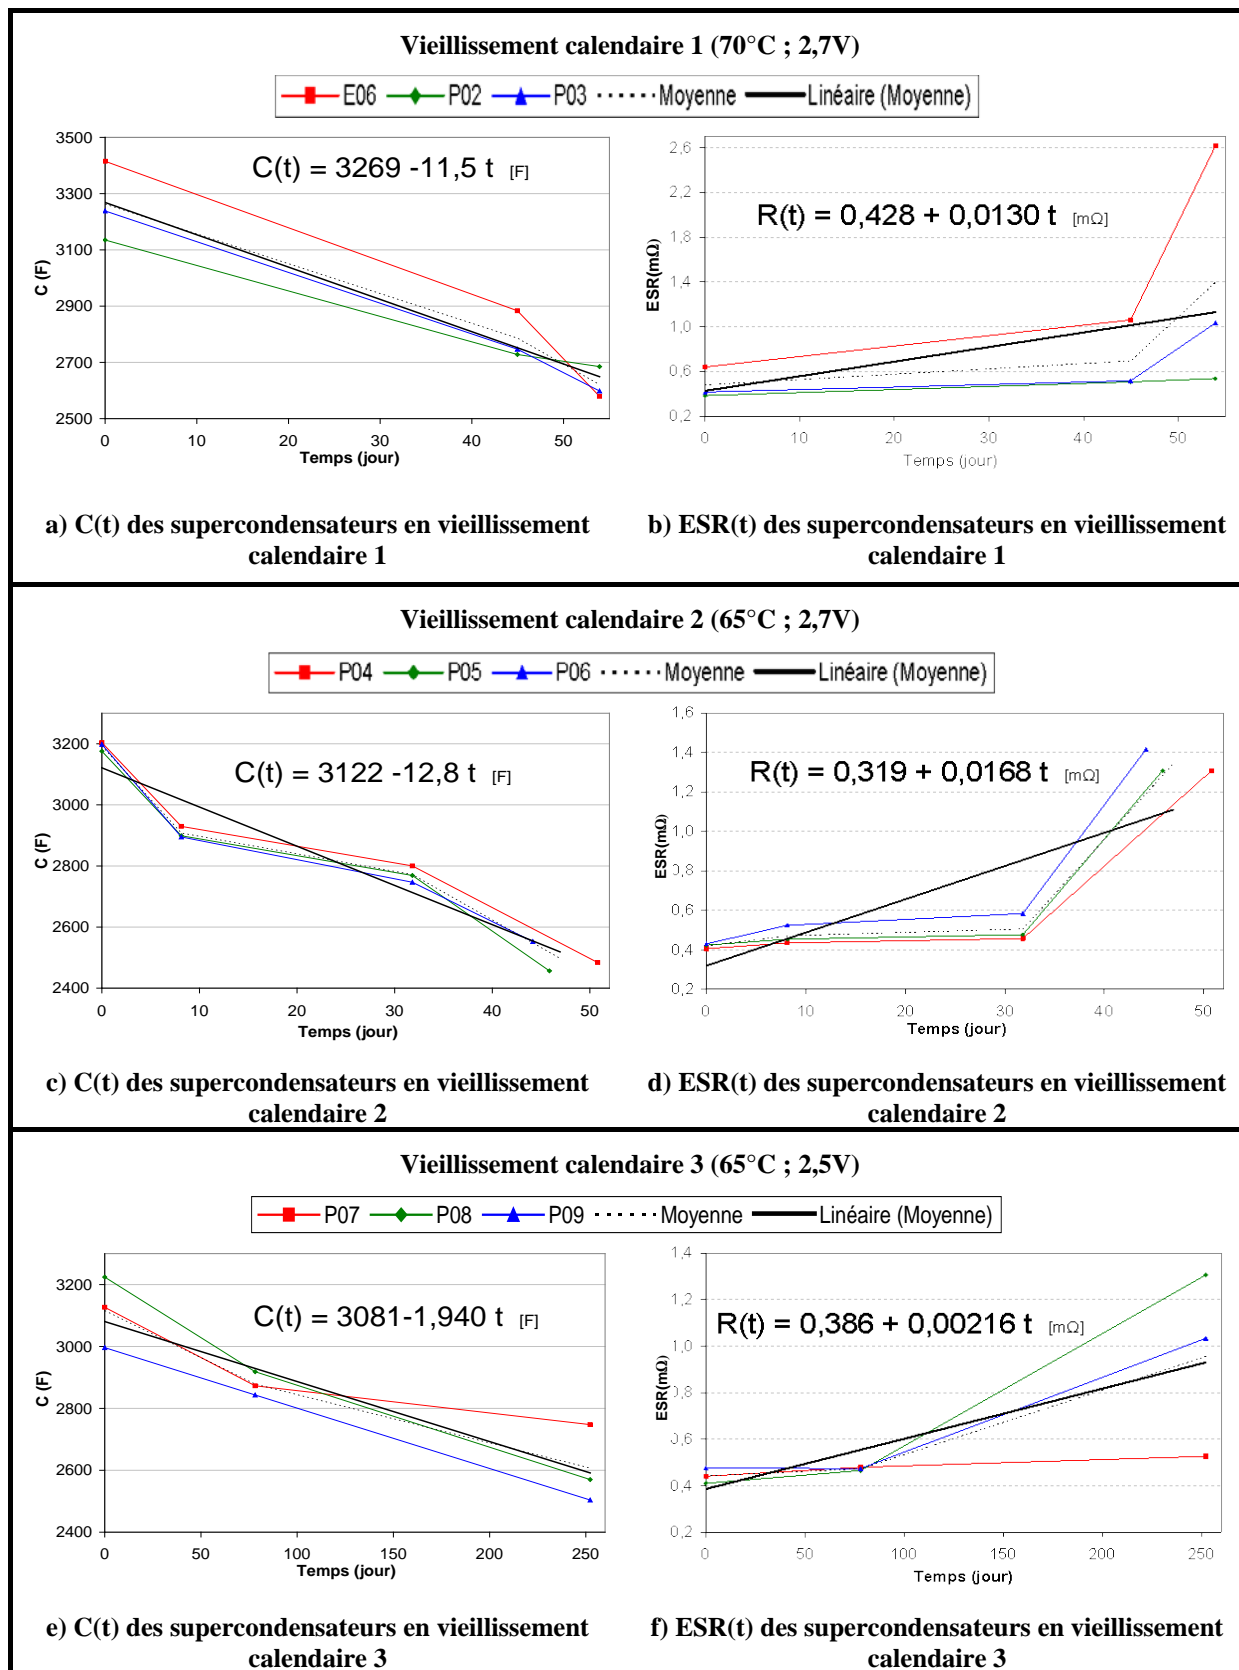 Vieillissement calendaire 1 (70°C ; 2,7V)
E06 P02 P03 Moyenne Linéaire (Moyenne)
C(t) = 3269 -11,5 t [F]
C (F)
3500
3300
3100
2900
2700
2500
0 10 20 30 40 50
Temps (jour)
R(t) = 0,428 + 0,0130 t [mΩ]
ESR(mΩ)
2,6
2,2
1,8
1,4
1,0
0,6
0,2
0 10 20 30 40 50
Temps (jour)
a) C(t) des supercondensateurs en vieillissement
calendaire 1
b) ESR(t) des supercondensateurs en vieillissement
calendaire 1
Vieillissement calendaire 2 (65°C ; 2,7V)
P04 P05 P06 Moyenne Linéaire (Moyenne)
C(t) = 3122 -12,8 t [F]
C (F)
3200
3000
2800
2600
2400
0 10 20 30 40 50
Temps (jour)
R(t) = 0,319 + 0,0168 t [mΩ]
ESR(mΩ)
1,6
1,4
1,2
1,0
0,8
0,6
0,4
0,2
0 10 20 30 40 50
Temps (jour)
c) C(t) des supercondensateurs en vieillissement
calendaire 2
d) ESR(t) des supercondensateurs en vieillissement
calendaire 2
Vieillissement calendaire 3 (65°C ; 2,5V)
P07 P08 P09 Moyenne Linéaire (Moyenne)
C(t) = 3081-1,940 t [F]
C (F)
3200
3000
2800
2600
2400
0 50 100 150 200 250
Temps (jour)
R(t) = 0,386 + 0,00216 t [mΩ]
ESR(mΩ)
1,4
1,2
1,0
0,8
0,6
0,4
0,2
0 50 100 150 200 250
Temps (jour)
e) C(t) des supercondensateurs en vieillissement
calendaire 3
f) ESR(t) des supercondensateurs en vieillissement
calendaire 3